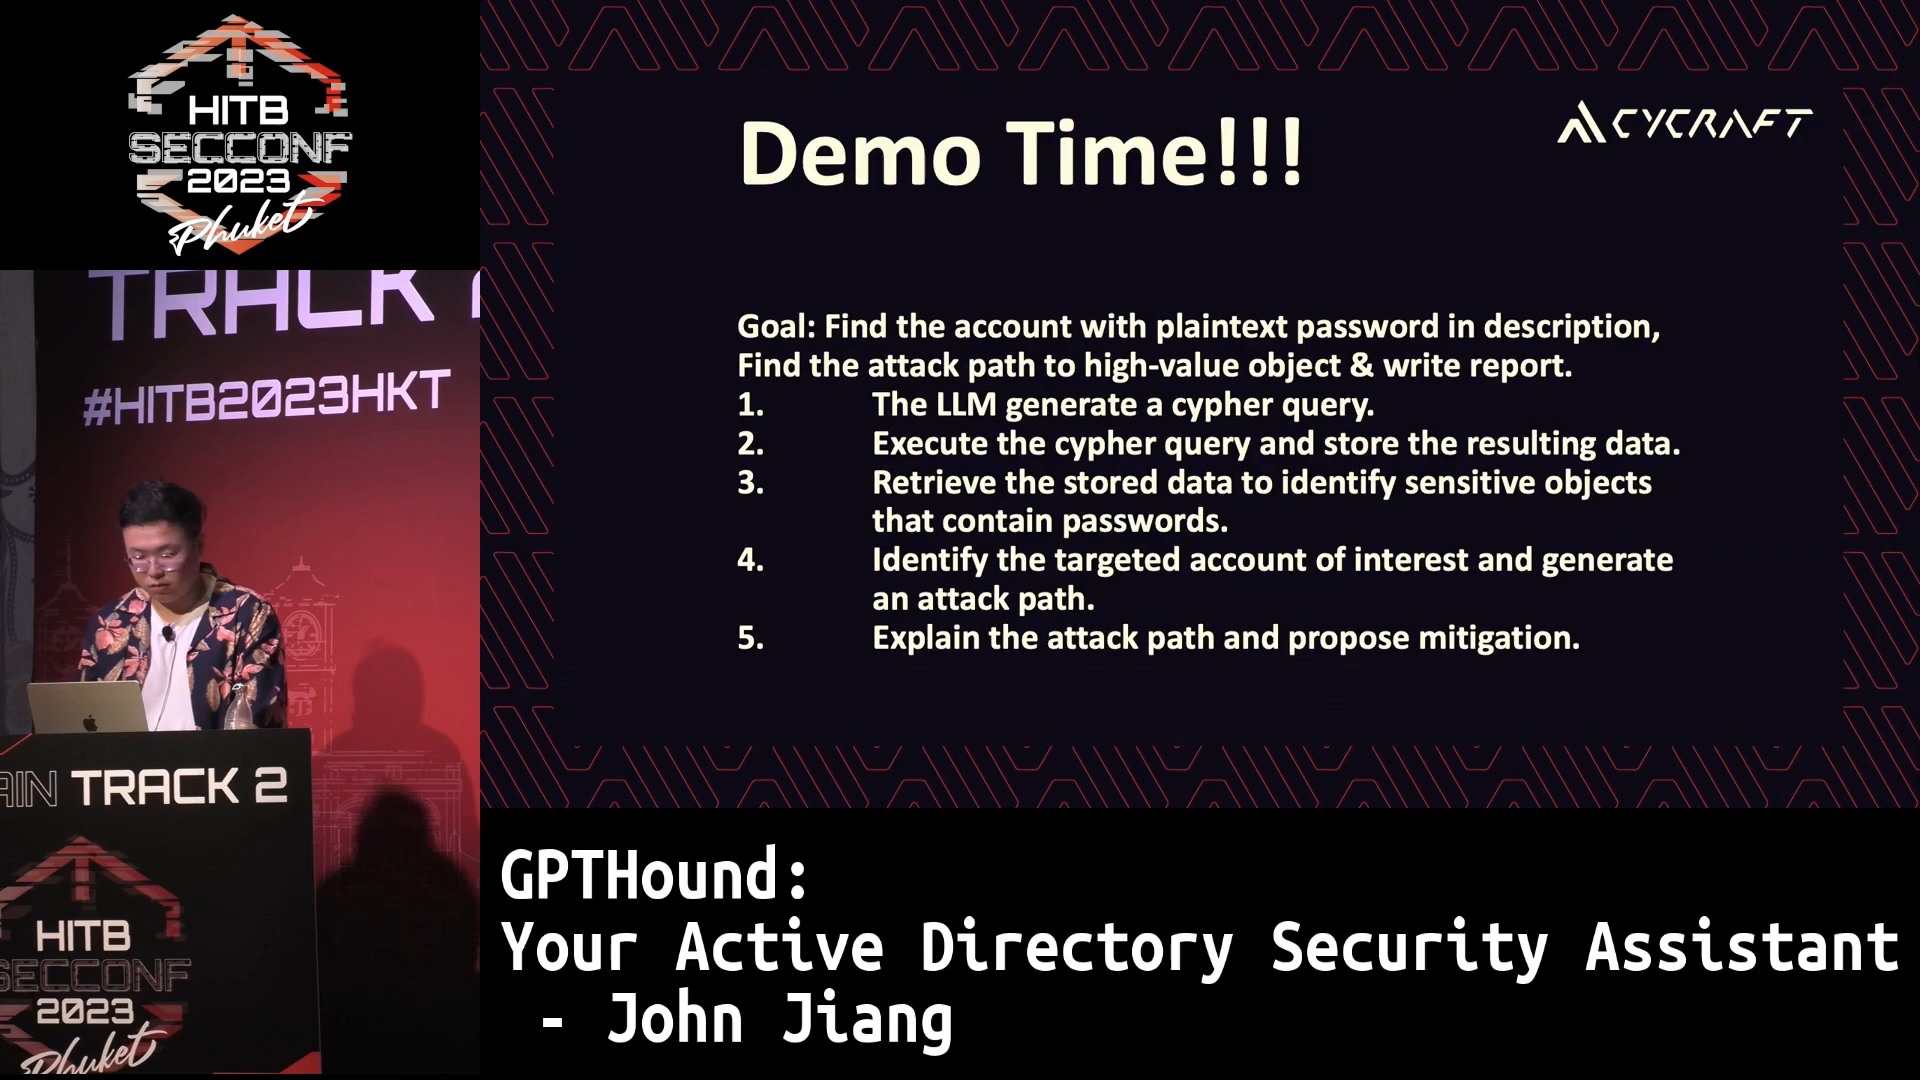 HITB
SECCONF
2023
Phuket
TRACK
#HITB2023HKT
AIN TRACK 2
HITB
SECCONF
2023
Phuket
CYCRAFT
Demo Time!!!
Goal: Find the account with plaintext password in description,
Find the attack path to high-value object & write report.
1. The LLM generate a cypher query.
2. Execute the cypher query and store the resulting data.
3. Retrieve the stored data to identify sensitive objects
that contain passwords.
4. Identify the targeted account of interest and generate
an attack path.
5. Explain the attack path and propose mitigation.
GPTHound:
Your Active Directory Security Assistant
- John Jiang